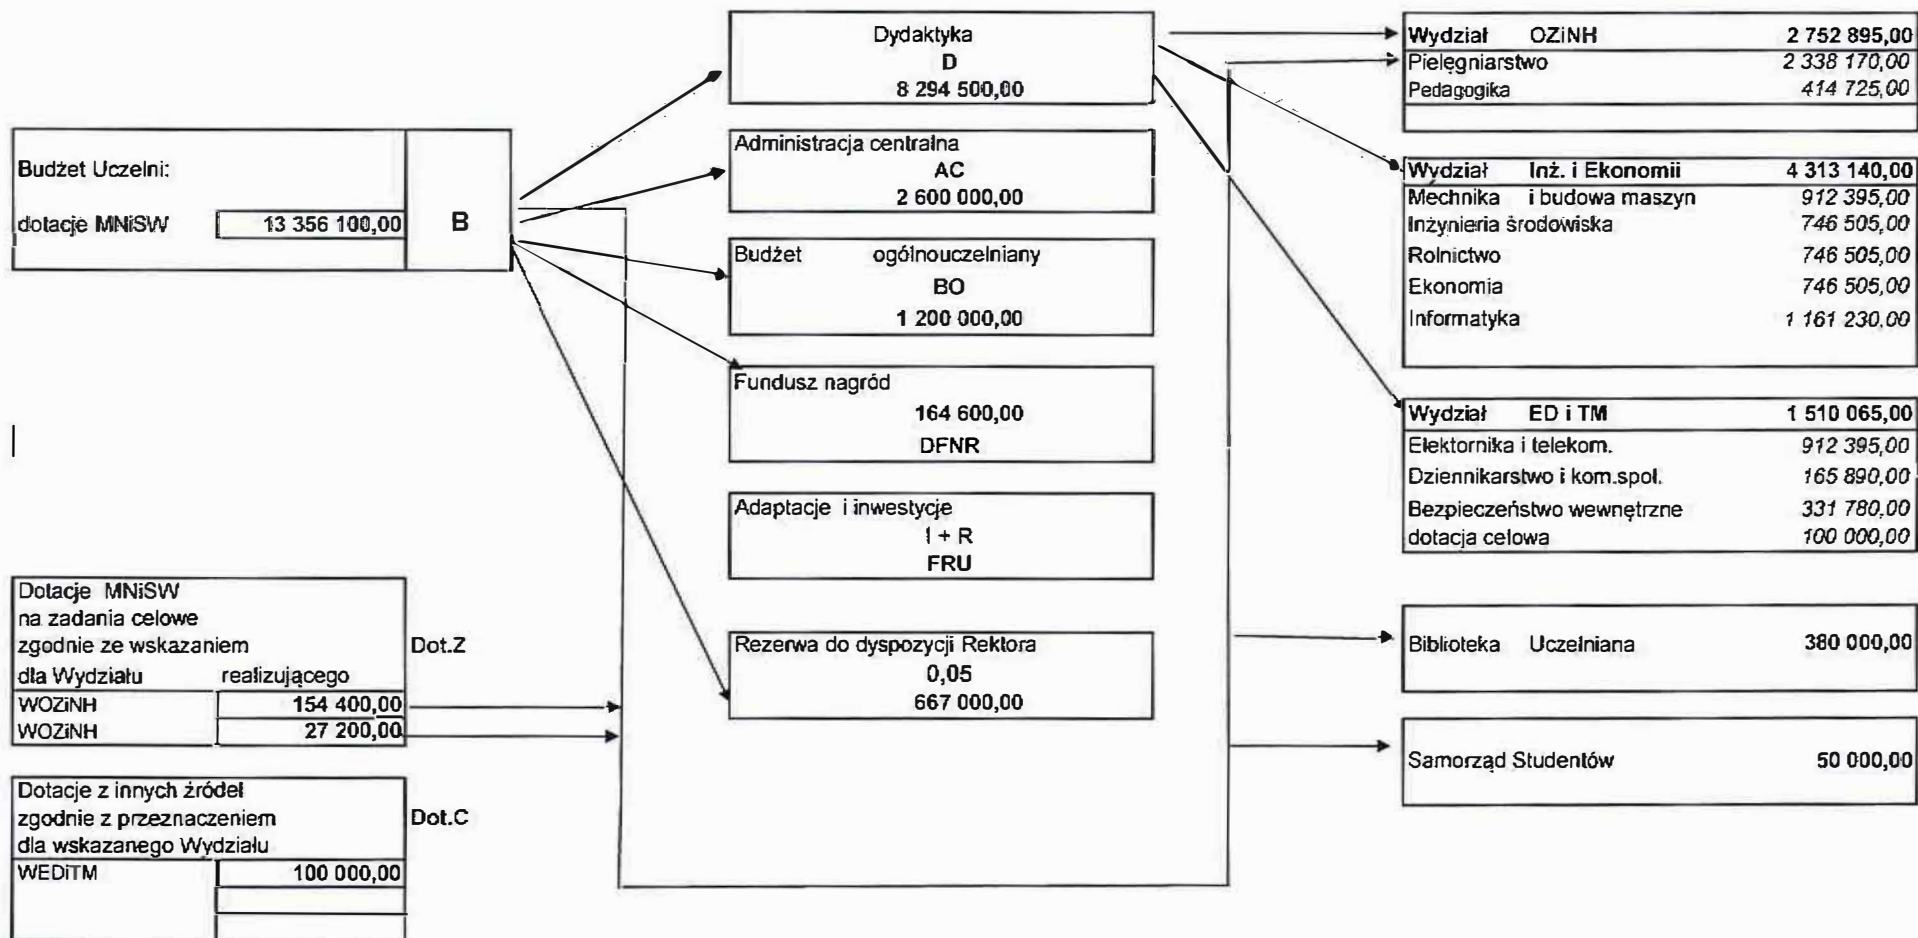 Budżet Uczelni:
dotacje MNiSW 13 356 100,00
B
Dotacje MNiSW
na zadania celowe
zgodnie ze wskazaniem
dla Wydziału realizującego
Dot.Z
WOZiNH 154 400,00
WOZiNH 27 200,00
Dotacje z innych źródeł
zgodnie z przeznaczeniem
dla wskazanego Wydziału
Dot.C
WEDiTM 100 000,00
Dydaktyka
D
8 294 500,00
Administracja centralna
AC
2 600 000,00
Budżet ogólnouczelniany
BO
1 200 000,00
Fundusz nagród
164 600,00
DFNR
Adaptacje i inwestycje
I + R
FRU
Rezerwa do dyspozycji Rektora
0,05
667 000,00
Wydział OZiNH 2 752 895,00
Pielęgniarstwo 2 338 170,00
Pedagogika 414 725,00
Wydział Inż. i Ekonomii 4 313 140,00
Mechnika i budowa maszyn 912 395,00
Inżynieria środowiska 746 505,00
Rolnictwo 746 505,00
Ekonomia 746 505,00
Informatyka 1 161 230,00
Wydział ED i TM 1 510 065,00
Elektornika i telekom. 912 395,00
Dziennikarstwo i kom.społ. 165 890,00
Bezpieczeństwo wewnętrzne 331 780,00
dotacja celowa 100 000,00
Biblioteka Uczelniana 380 000,00
Samorząd Studentów 50 000,00